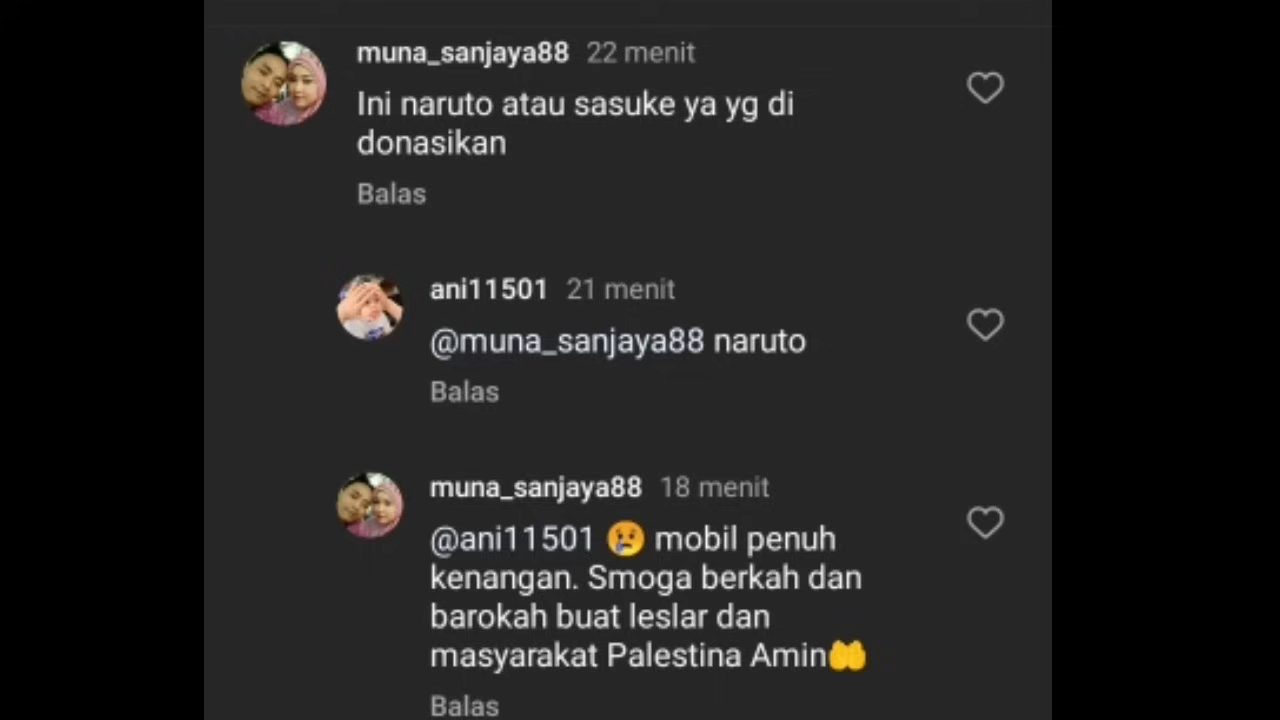 muna_sanjaya88 22 menit
Ini naruto atau sasuke ya yg di
donasikan
Balas
ani11501 21 menit
@muna_sanjaya88 naruto
Balas
muna_sanjaya88 18 menit
@ani11501 😢 mobil penuh
kenangan. Smoga berkah dan
barokah buat leslar dan
masyarakat Palestina Amin🤲
Balas